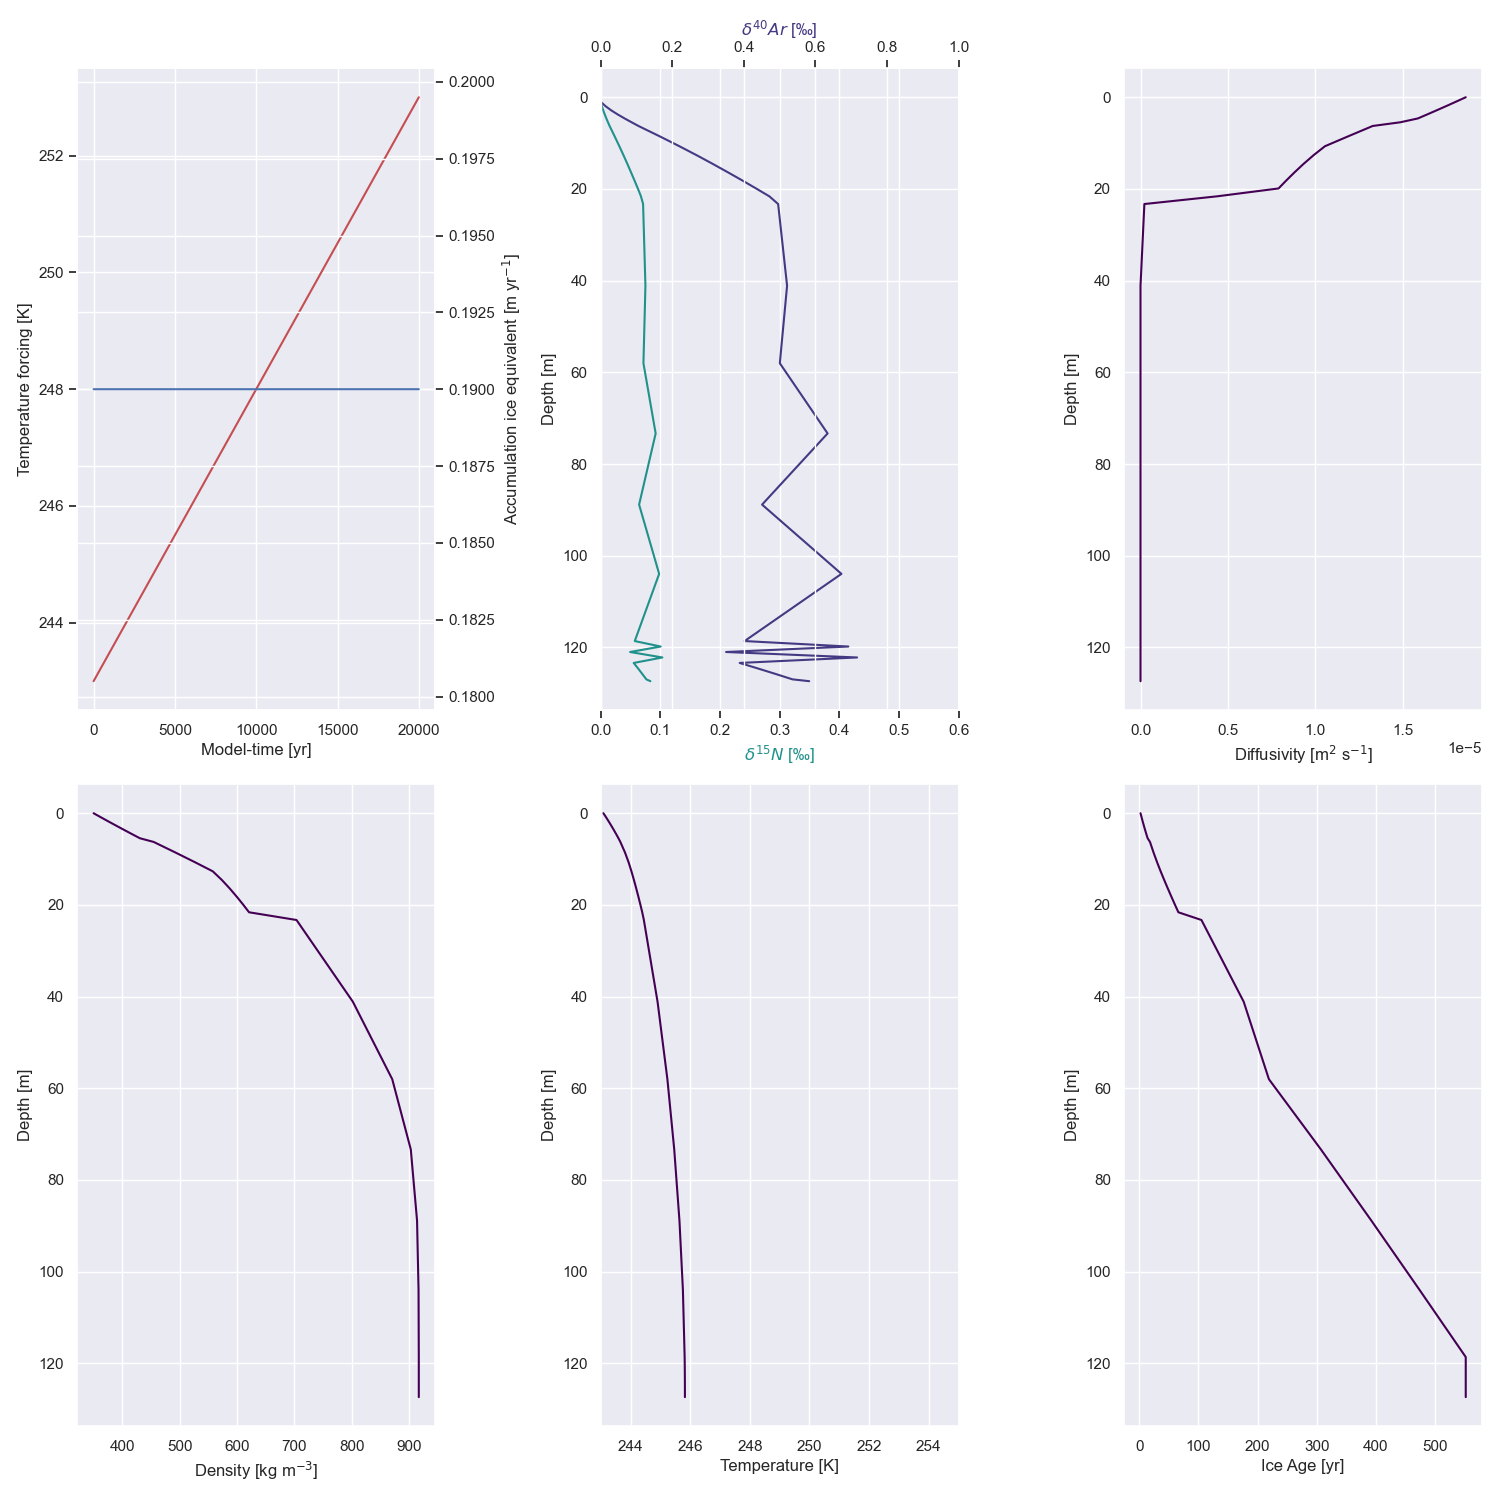 δ⁴⁰Ar [‰]
0.0 0.2 0.4 0.6 0.8 1.0
Temperature forcing [K]
252
250
248
246
244
0 5000 10000 15000 20000
Model-time [yr]
0.2000
0.1975
0.1950
0.1925
0.1900
0.1875
0.1850
0.1825
0.1800
Accumulation ice equivalent [m yr⁻¹]
Depth [m]
0
20
40
60
80
100
120
0.0 0.1 0.2 0.3 0.4 0.5 0.6
δ¹⁵N [‰]
Depth [m]
0
20
40
60
80
100
120
0.0 0.5 1.0 1.5
1e−5
Diffusivity [m² s⁻¹]
Depth [m]
0
20
40
60
80
100
120
400 500 600 700 800 900
Density [kg m⁻³]
Depth [m]
0
20
40
60
80
100
120
244 246 248 250 252 254
Temperature [K]
Depth [m]
0
20
40
60
80
100
120
0 100 200 300 400 500
Ice Age [yr]